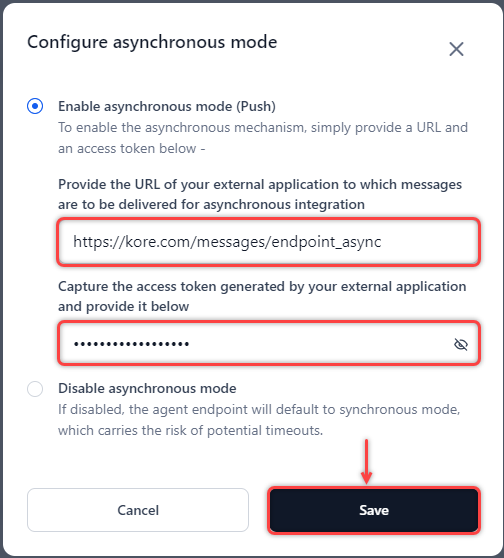 Configure asynchronous mode
Enable asynchronous mode (Push)
To enable the asynchronous mechanism, simply provide a URL and
an access token below -
Provide the URL of your external application to which messages
are to be delivered for asynchronous integration
https://kore.com/messages/endpoint_async
Capture the access token generated by your external application
and provide it below
••••••••••••••••••
Disable asynchronous mode
If disabled, the agent endpoint will default to synchronous mode,
which carries the risk of potential timeouts.
Cancel
Save